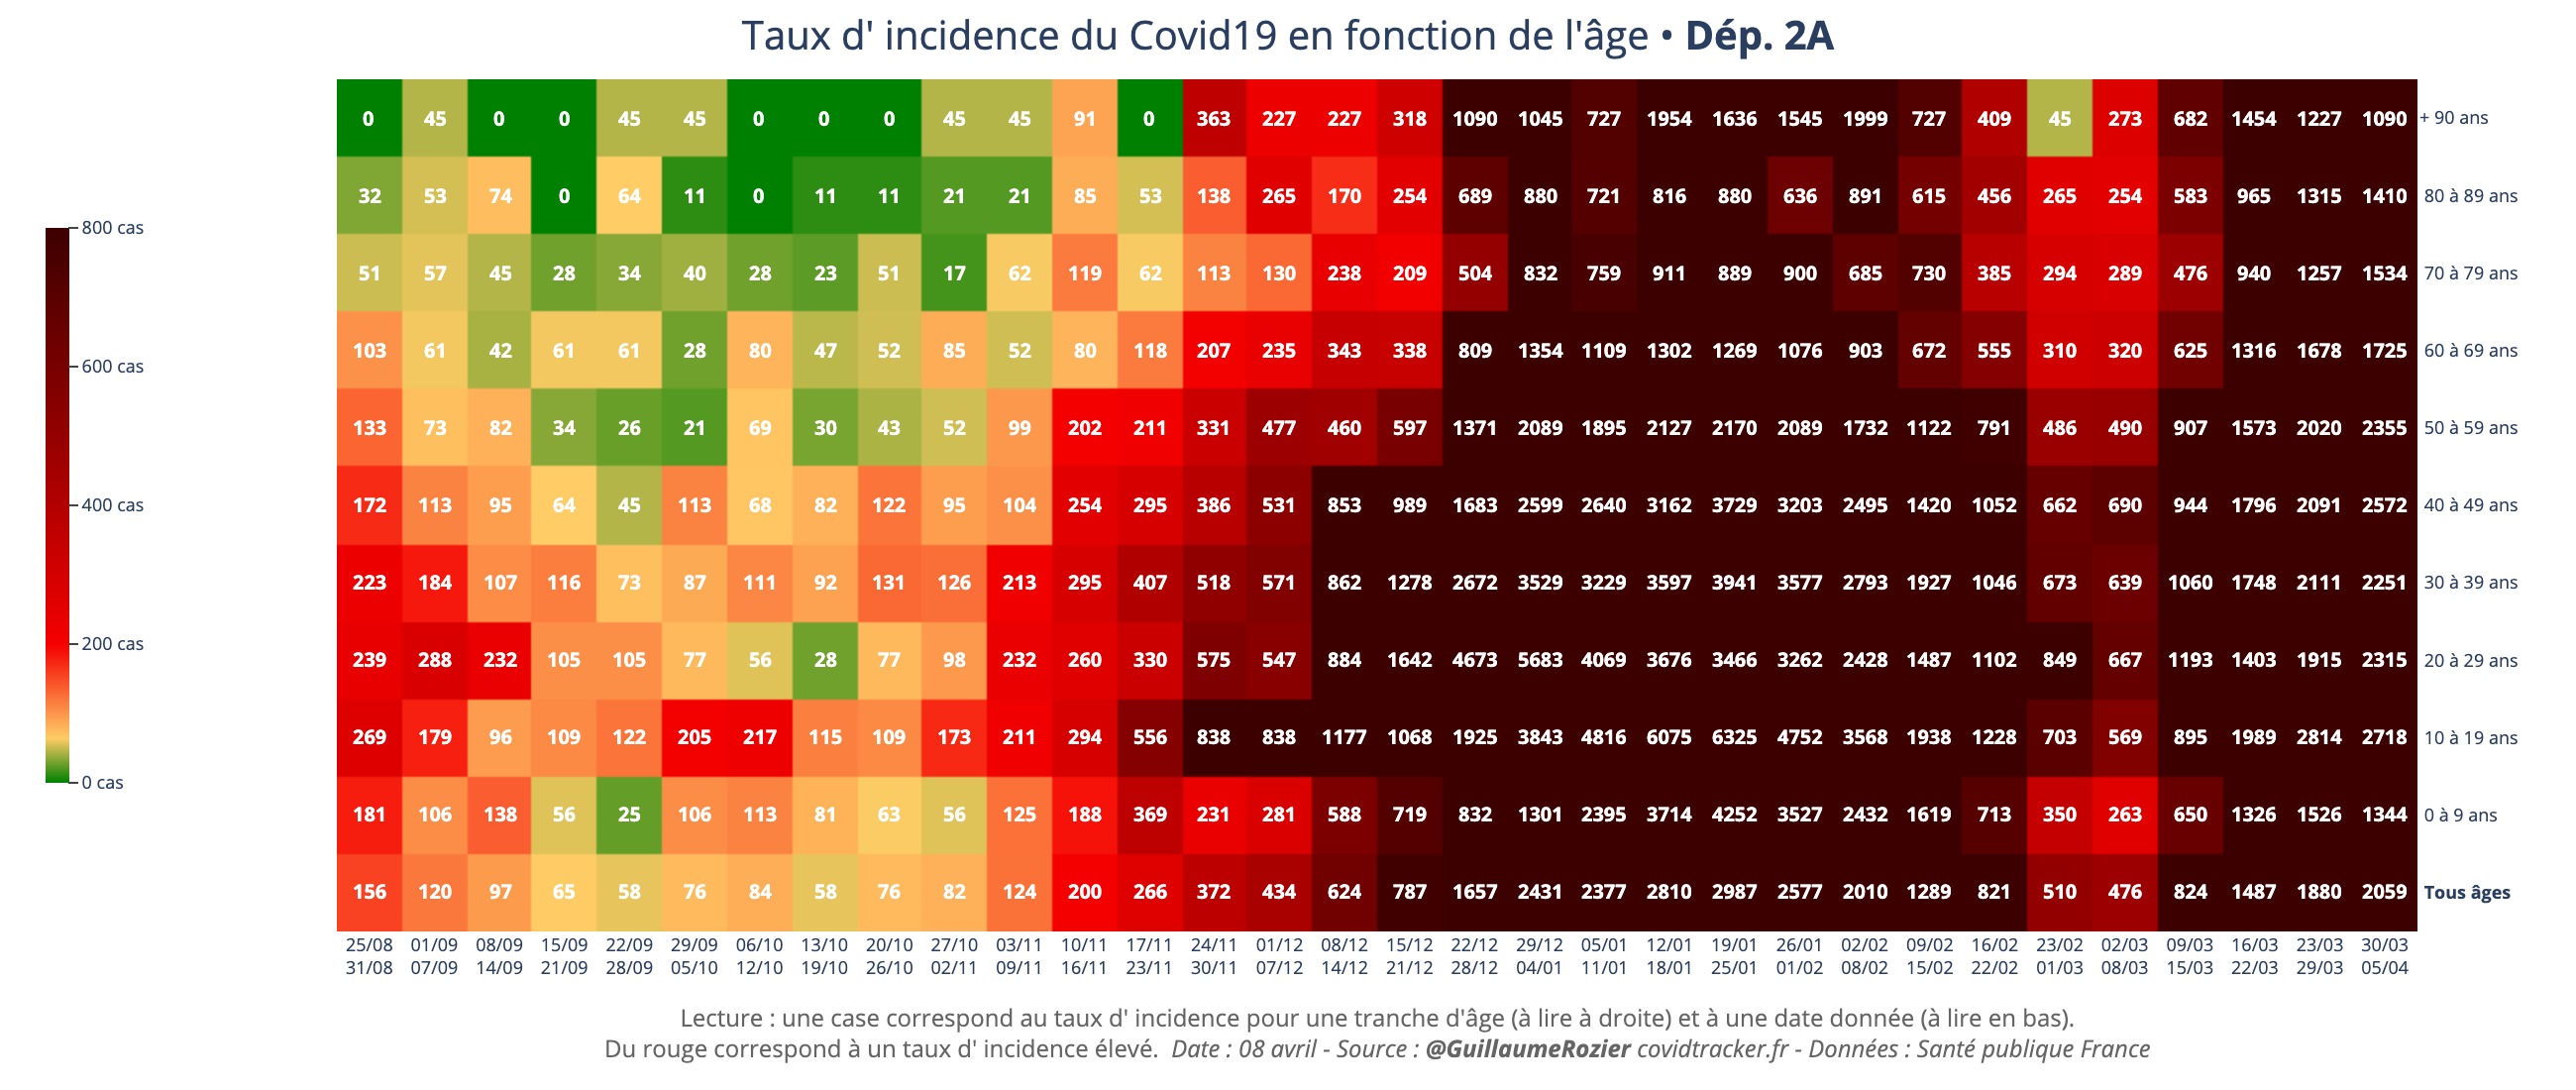 Taux d' incidence du Covid19 en fonction de l'âge • Dép. 2A
0 45 0 0 45 45 0 0 0 45 45 91 0 363 227 227 318 1090 1045 727 1954 1636 1545 1999 727 409 45 273 682 1454 1227 1090 + 90 ans
32 53 74 0 64 11 0 11 11 21 21 85 53 138 265 170 254 689 880 721 816 880 636 891 615 456 265 254 583 965 1315 1410 80 à 89 ans
800 cas
51 57 45 28 34 40 28 23 51 17 62 119 62 113 130 238 209 504 832 759 911 889 900 685 730 385 294 289 476 940 1257 1534 70 à 79 ans
103 61 42 61 61 28 80 47 52 85 52 80 118 207 235 343 338 809 1354 1109 1302 1269 1076 903 672 555 310 320 625 1316 1678 1725 60 à 69 ans
600 cas
133 73 82 34 26 21 69 30 43 52 99 202 211 331 477 460 597 1371 2089 1895 2127 2170 2089 1732 1122 791 486 490 907 1573 2020 2355 50 à 59 ans
400 cas
172 113 95 64 45 113 68 82 122 95 104 254 295 386 531 853 989 1683 2599 2640 3162 3729 3203 2495 1420 1052 662 690 944 1796 2091 2572 40 à 49 ans
223 184 107 116 73 87 111 92 131 126 213 295 407 518 571 862 1278 2672 3529 3229 3597 3941 3577 2793 1927 1046 673 639 1060 1748 2111 2251 30 à 39 ans
200 cas
239 288 232 105 105 77 56 28 77 98 232 260 330 575 547 884 1642 4673 5683 4069 3676 3466 3262 2428 1487 1102 849 667 1193 1403 1915 2315 20 à 29 ans
269 179 96 109 122 205 217 115 109 173 211 294 556 838 838 1177 1068 1925 3843 4816 6075 6325 4752 3568 1938 1228 703 569 895 1989 2814 2718 10 à 19 ans
0 cas
181 106 138 56 25 106 113 81 63 56 125 188 369 231 281 588 719 832 1301 2395 3714 4252 3527 2432 1619 713 350 263 650 1326 1526 1344 0 à 9 ans
156 120 97 65 58 76 84 58 76 82 124 200 266 372 434 624 787 1657 2431 2377 2810 2987 2577 2010 1289 821 510 476 824 1487 1880 2059 Tous âges
25/08 01/09 08/09 15/09 22/09 29/09 06/10 13/10 20/10 27/10 03/11 10/11 17/11 24/11 01/12 08/12 15/12 22/12 29/12 05/01 12/01 19/01 26/01 02/02 09/02 16/02 23/02 02/03 09/03 16/03 23/03 30/03
31/08 07/09 14/09 21/09 28/09 05/10 12/10 19/10 26/10 02/11 09/11 16/11 23/11 30/11 07/12 14/12 21/12 28/12 04/01 11/01 18/01 25/01 01/02 08/02 15/02 22/02 01/03 08/03 15/03 22/03 29/03 05/04
Lecture : une case correspond au taux d' incidence pour une tranche d'âge (à lire à droite) et à une date donnée (à lire en bas).
Du rouge correspond à un taux d' incidence élevé. Date : 08 avril - Source : @GuillaumeRozier covidtracker.fr - Données : Santé publique France